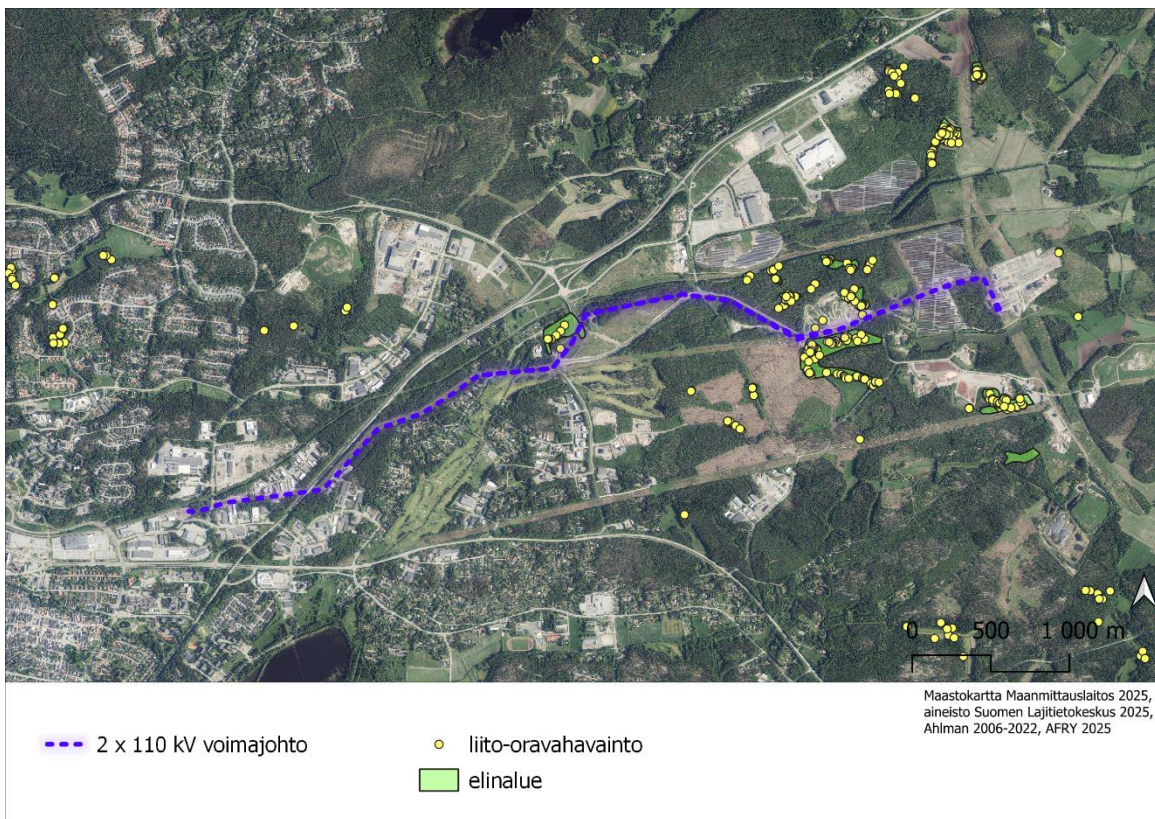 0 500 1 000 m
Maastokartta Maanmittauslaitos 2025,
aineisto Suomen Lajitietokeskus 2025,
Ahlman 2006-2022, AFRY 2025
2 x 110 kV voimajohto
liito-oravahavainto
elinalue